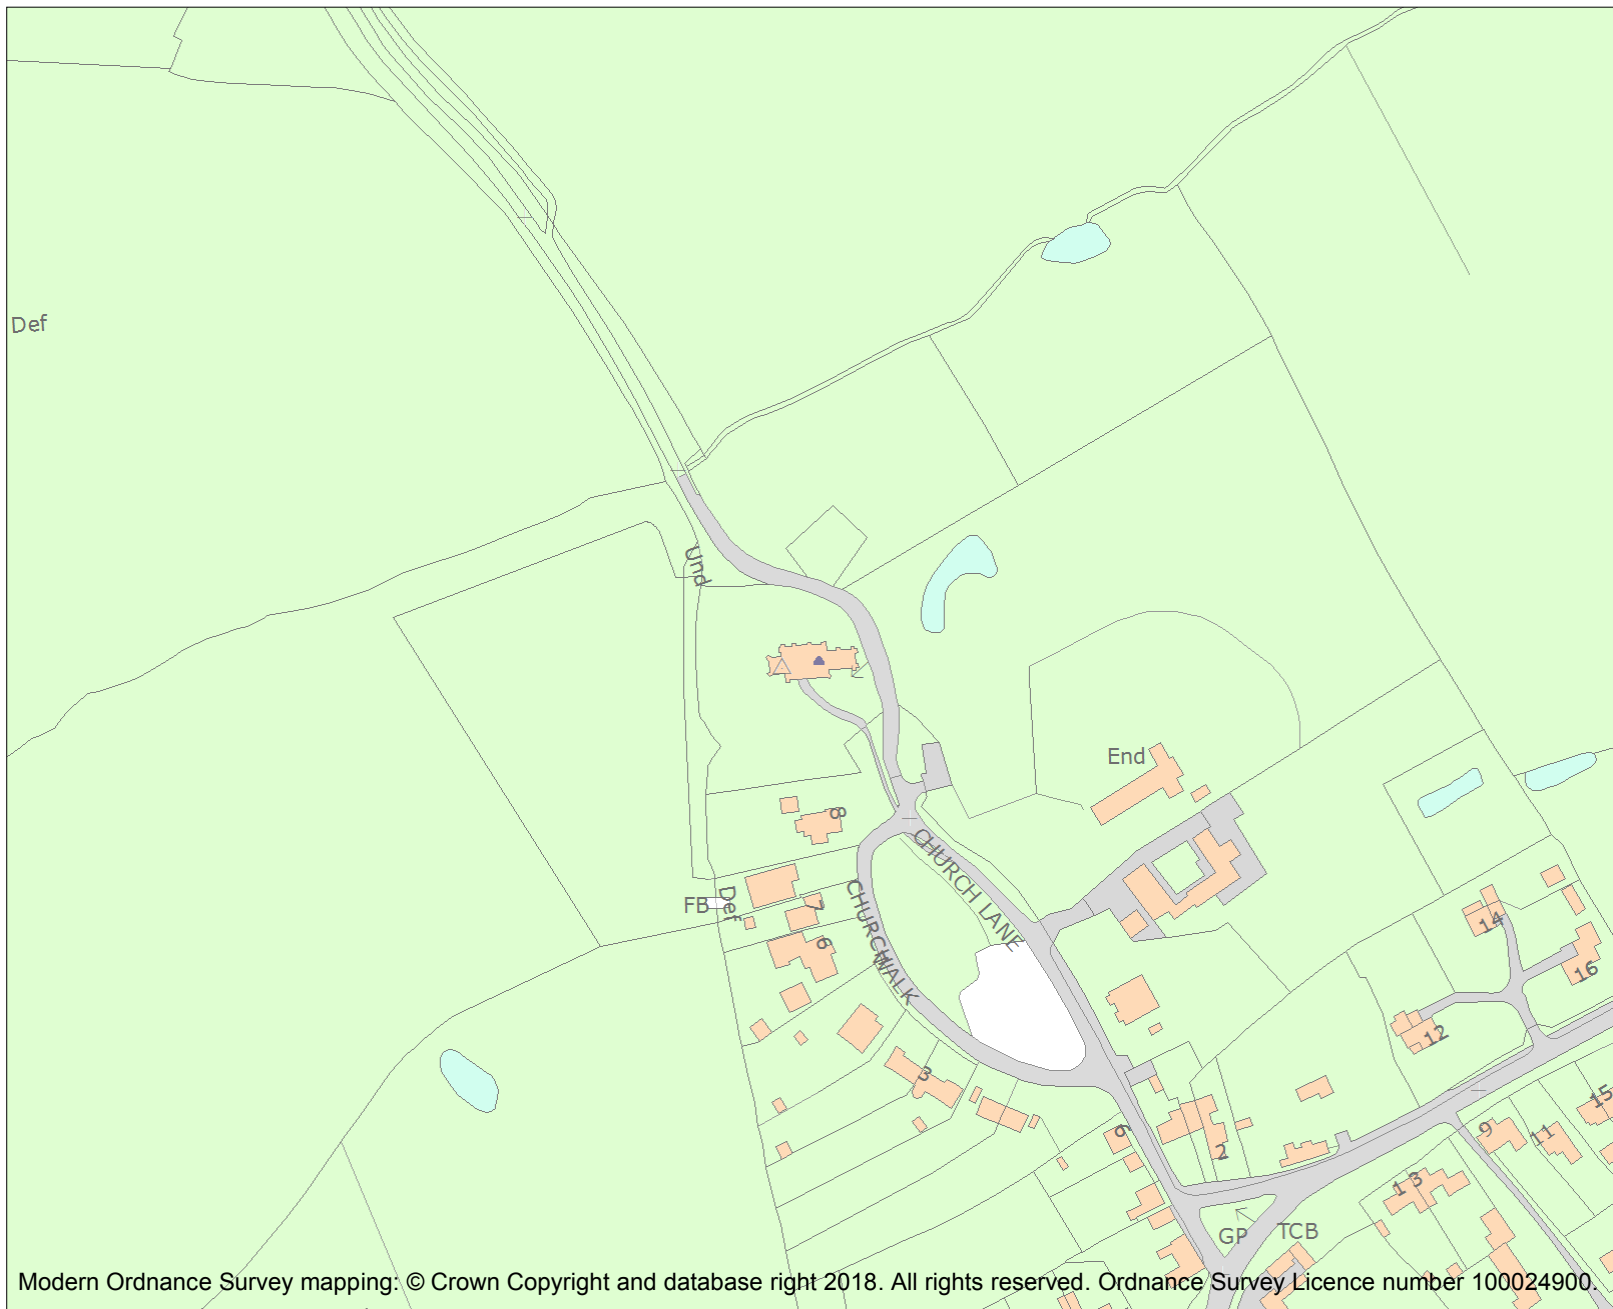 Def
Und
End
8
CHURCH LANE
FB
Def
7
CHURCH WALK
6
14
16
12
3
15
9
11
6
2
1 3
GP
TCB
Modern Ordnance Survey mapping: © Crown Copyright and database right 2018. All rights reserved. Ordnance Survey Licence number 100024900.